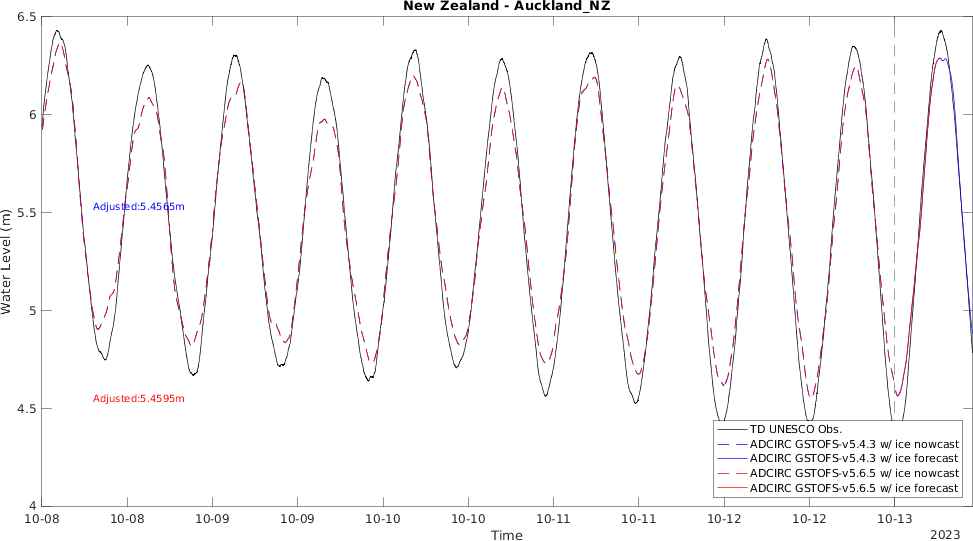 New Zealand - Auckland_NZ
6.5
6
5.5
5
4.5
4
Water Level (m)
Adjusted:5.4565m
Adjusted:5.4595m
TD UNESCO Obs.
ADCIRC GSTOFS-v5.4.3 w/ ice nowcast
ADCIRC GSTOFS-v5.4.3 w/ ice forecast
ADCIRC GSTOFS-v5.6.5 w/ ice nowcast
ADCIRC GSTOFS-v5.6.5 w/ ice forecast
10-08 10-08 10-09 10-09 10-10 10-10 10-11 10-11 10-12 10-12 10-13
Time
2023